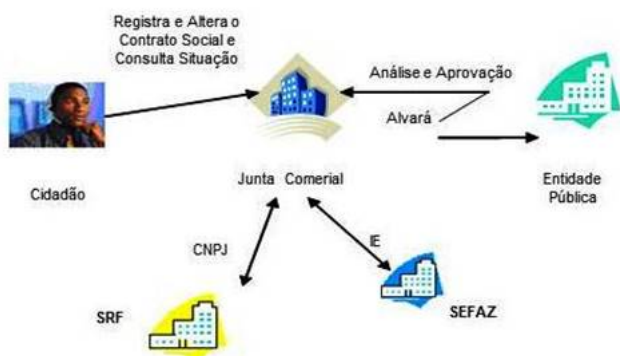 Registra e Altera o
Contrato Social e
Consulta Situação
Análise e Aprovação
Alvará
Cidadão
Junta Comerial
Entidade
Pública
CNPJ
IE
SRF
SEFAZ